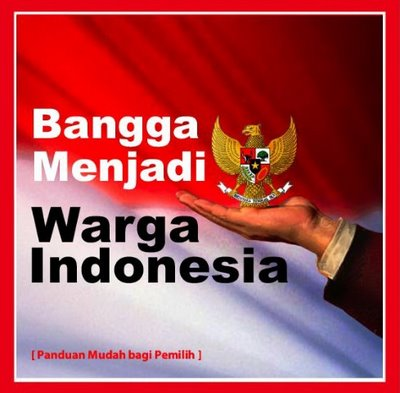 Bangga
Menjadi
Warga
Indonesia
[ Panduan Mudah bagi Pemilih ]